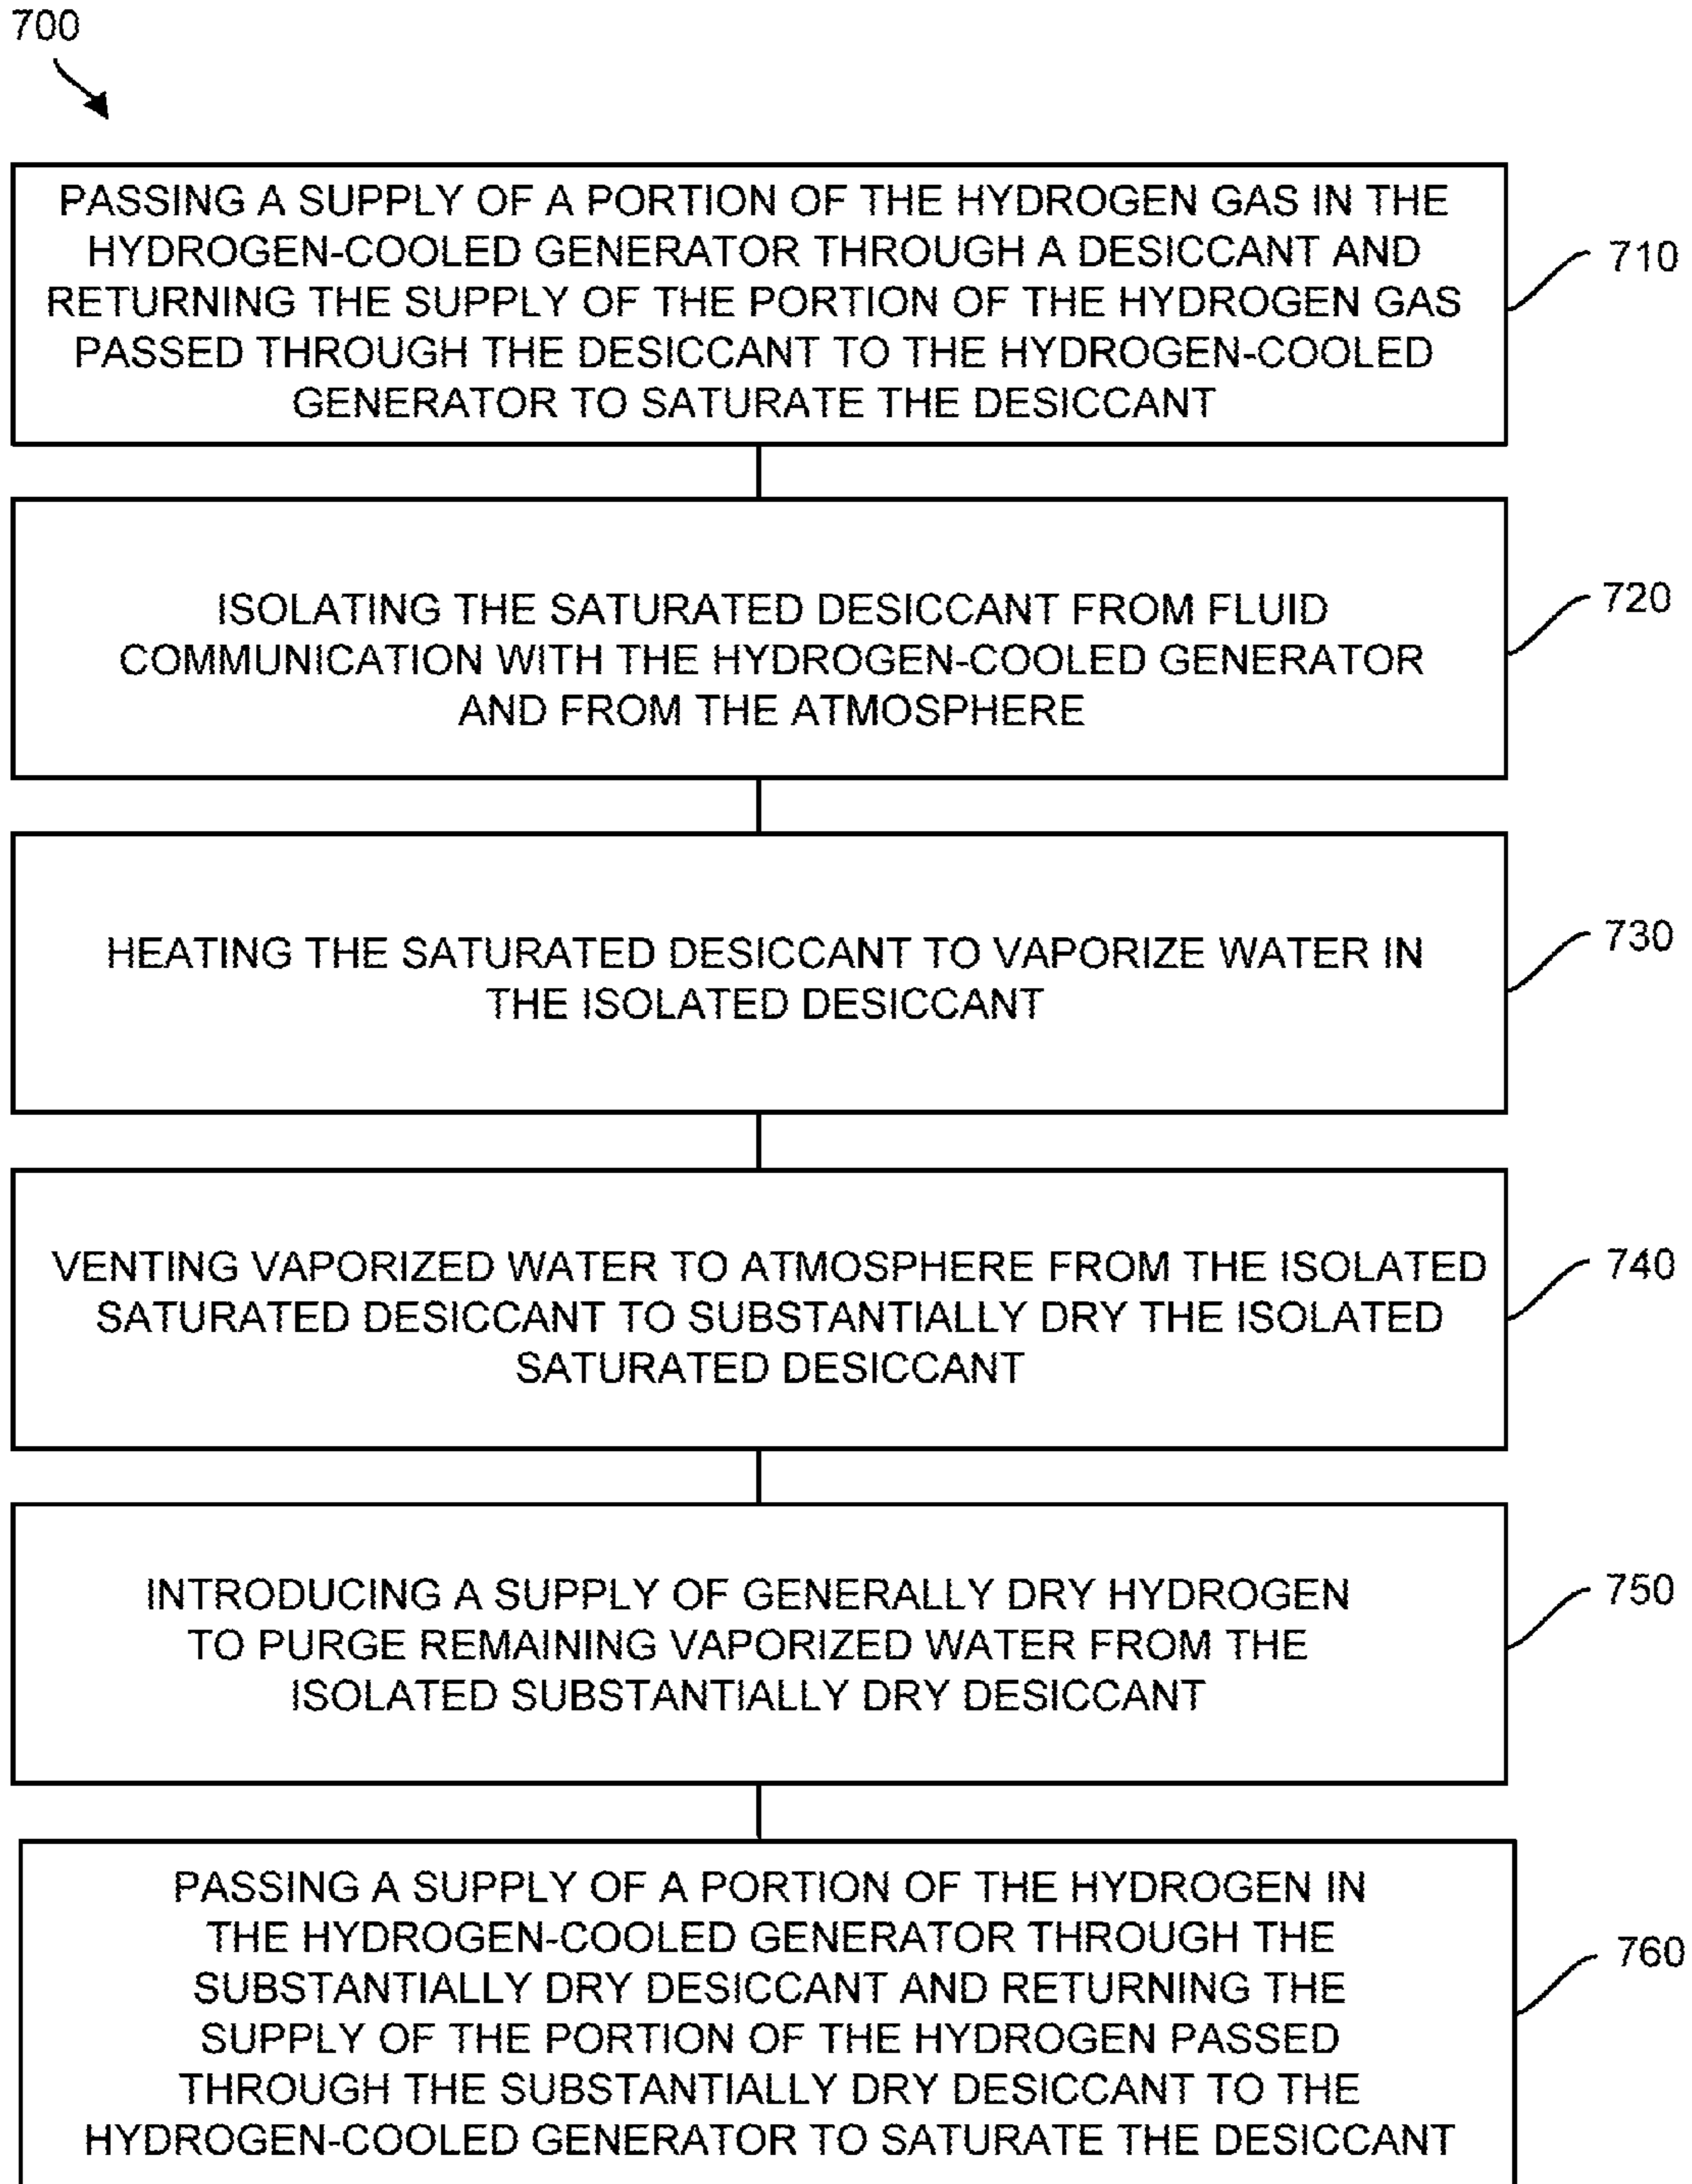 700
PASSING A SUPPLY OF A PORTION OF THE HYDROGEN GAS IN THE
HYDROGEN-COOLED GENERATOR THROUGH A DESICCANT AND
RETURNING THE SUPPLY OF THE PORTION OF THE HYDROGEN GAS
PASSED THROUGH THE DESICCANT TO THE HYDROGEN-COOLED
GENERATOR TO SATURATE THE DESICCANT
710
ISOLATING THE SATURATED DESICCANT FROM FLUID
COMMUNICATION WITH THE HYDROGEN-COOLED GENERATOR
AND FROM THE ATMOSPHERE
720
HEATING THE SATURATED DESICCANT TO VAPORIZE WATER IN
THE ISOLATED DESICCANT
730
VENTING VAPORIZED WATER TO ATMOSPHERE FROM THE ISOLATED
SATURATED DESICCANT TO SUBSTANTIALLY DRY THE ISOLATED
SATURATED DESICCANT
740
INTRODUCING A SUPPLY OF GENERALLY DRY HYDROGEN
TO PURGE REMAINING VAPORIZED WATER FROM THE
ISOLATED SUBSTANTIALLY DRY DESICCANT
750
PASSING A SUPPLY OF A PORTION OF THE HYDROGEN IN
THE HYDROGEN-COOLED GENERATOR THROUGH THE
SUBSTANTIALLY DRY DESICCANT AND RETURNING THE
SUPPLY OF THE PORTION OF THE HYDROGEN PASSED
THROUGH THE SUBSTANTIALLY DRY DESICCANT TO THE
HYDROGEN-COOLED GENERATOR TO SATURATE THE DESICCANT
760